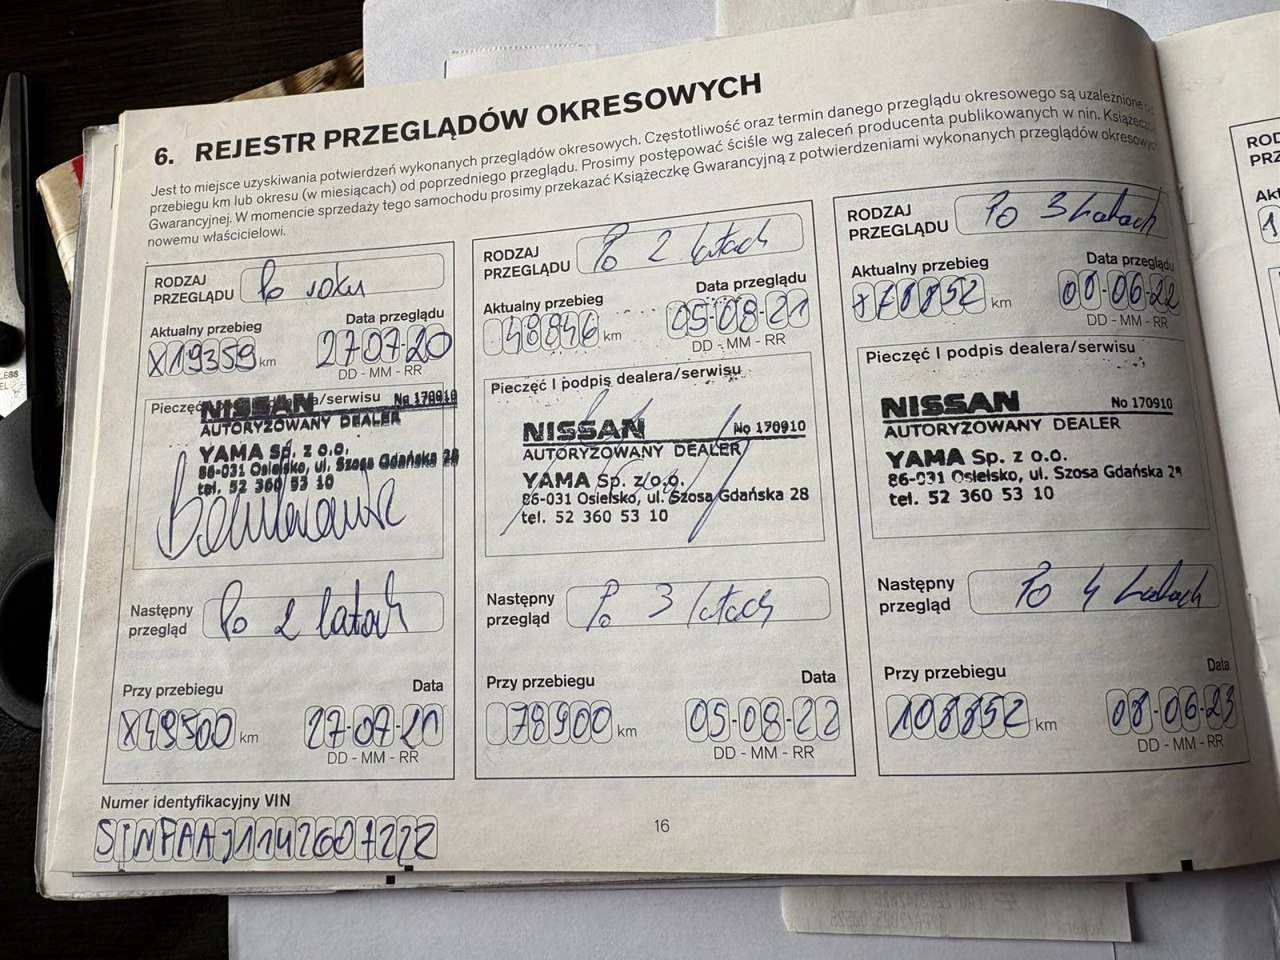 6. REJESTR PRZEGLĄDÓW OKRESOWYCH
Jest to miejsce uzyskiwania potwierdzeń wykonanych przeglądów okresowych. Częstotliwość oraz termin danego przeglądu okresowego są uzależnione
przebiegu km lub okresu (w miesiącach) od poprzedniego przeglądu. Prosimy postępować ściśle wg zaleceń producenta publikowanych w nin.
Gwarancyjnej. W momencie sprzedaży tego samochodu prosimy przekazać Książeczkę Gwarancyjną z potwierdzeniami wykonanych przeglądów
nowemu właścicielowi.
RODZAJ PRZEGLĄDU Po roku
Aktualny przebieg Data przeglądu
X19359 km 27-07-20
DD - MM - RR
Pieczęć /serwisu
NISSAN No 170910
AUTORYZOWANY DEALER
YAMA Sp. z o.o.
86-031 Osielsko, ul. Szosa Gdańska 28
tel. 52 360 53 10
Następny przegląd Po 2 latach
Przy przebiegu Data
X49500 km 27-07-21
DD - MM - RR
RODZAJ PRZEGLĄDU Po 2 latach
Aktualny przebieg Data przeglądu
48846 km 05-08-21
DD - MM - RR
Pieczęć I podpis dealera/serwisu
NISSAN No 170910
AUTORYZOWANY DEALER
YAMA Sp. z o.o.
86-031 Osielsko, ul. Szosa Gdańska 28
tel. 52 360 53 10
Następny przegląd Po 3 latach
Przy przebiegu Data
78900 km 05-08-22
DD - MM - RR
RODZAJ PRZEGLĄDU Po 3 latach
Aktualny przebieg Data przeglądu
X78852 km 08-06-22
DD - MM - RR
Pieczęć I podpis dealera/serwisu
NISSAN No 170910
AUTORYZOWANY DEALER
YAMA Sp. z o.o.
86-031 Osielsko, ul. Szosa Gdańska 28
tel. 52 360 53 10
Następny przegląd Po 4 latach
Przy przebiegu Data
108852 km 08-06-23
DD - MM - RR
Numer identyfikacyjny VIN
SJNFAAJ11U2607222
16